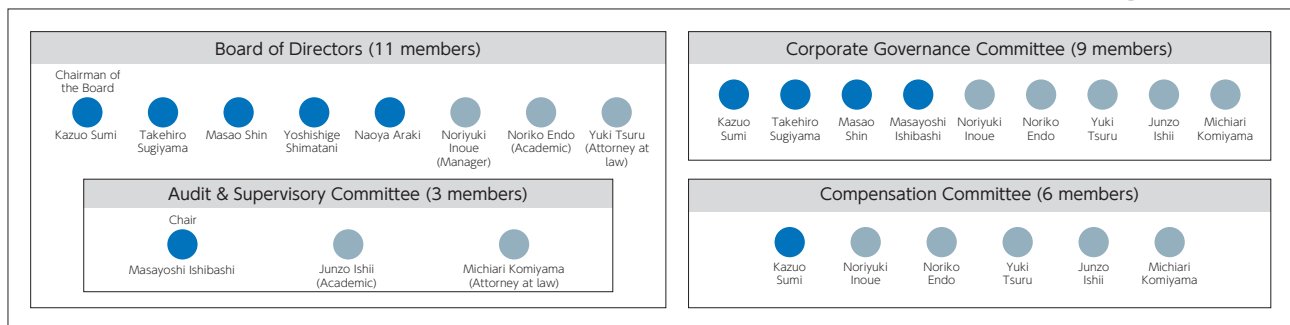 Board of Directors (11 members)
Chairman of
the Board
Kazuo Sumi
Takehiro
Sugiyama
Masao Shin
Yoshishige
Shimatani
Naoya Araki
Noriyuki
Inoue
(Manager)
Noriko Endo
(Academic)
Yuki Tsuru
(Attorney at
law)
Audit & Supervisory Committee (3 members)
Chair
Masayoshi Ishibashi
Junzo Ishii
(Academic)
Michiari Komiyama
(Attorney at law)
Corporate Governance Committee (9 members)
Kazuo
Sumi
Takehiro
Sugiyama
Masao
Shin
Masayoshi
Ishibashi
Noriyuki
Inoue
Noriko
Endo
Yuki
Tsuru
Junzo
Ishii
Michiari
Komiyama
Compensation Committee (6 members)
Kazuo
Sumi
Noriyuki
Inoue
Noriko
Endo
Yuki
Tsuru
Junzo
Ishii
Michiari
Komiyama